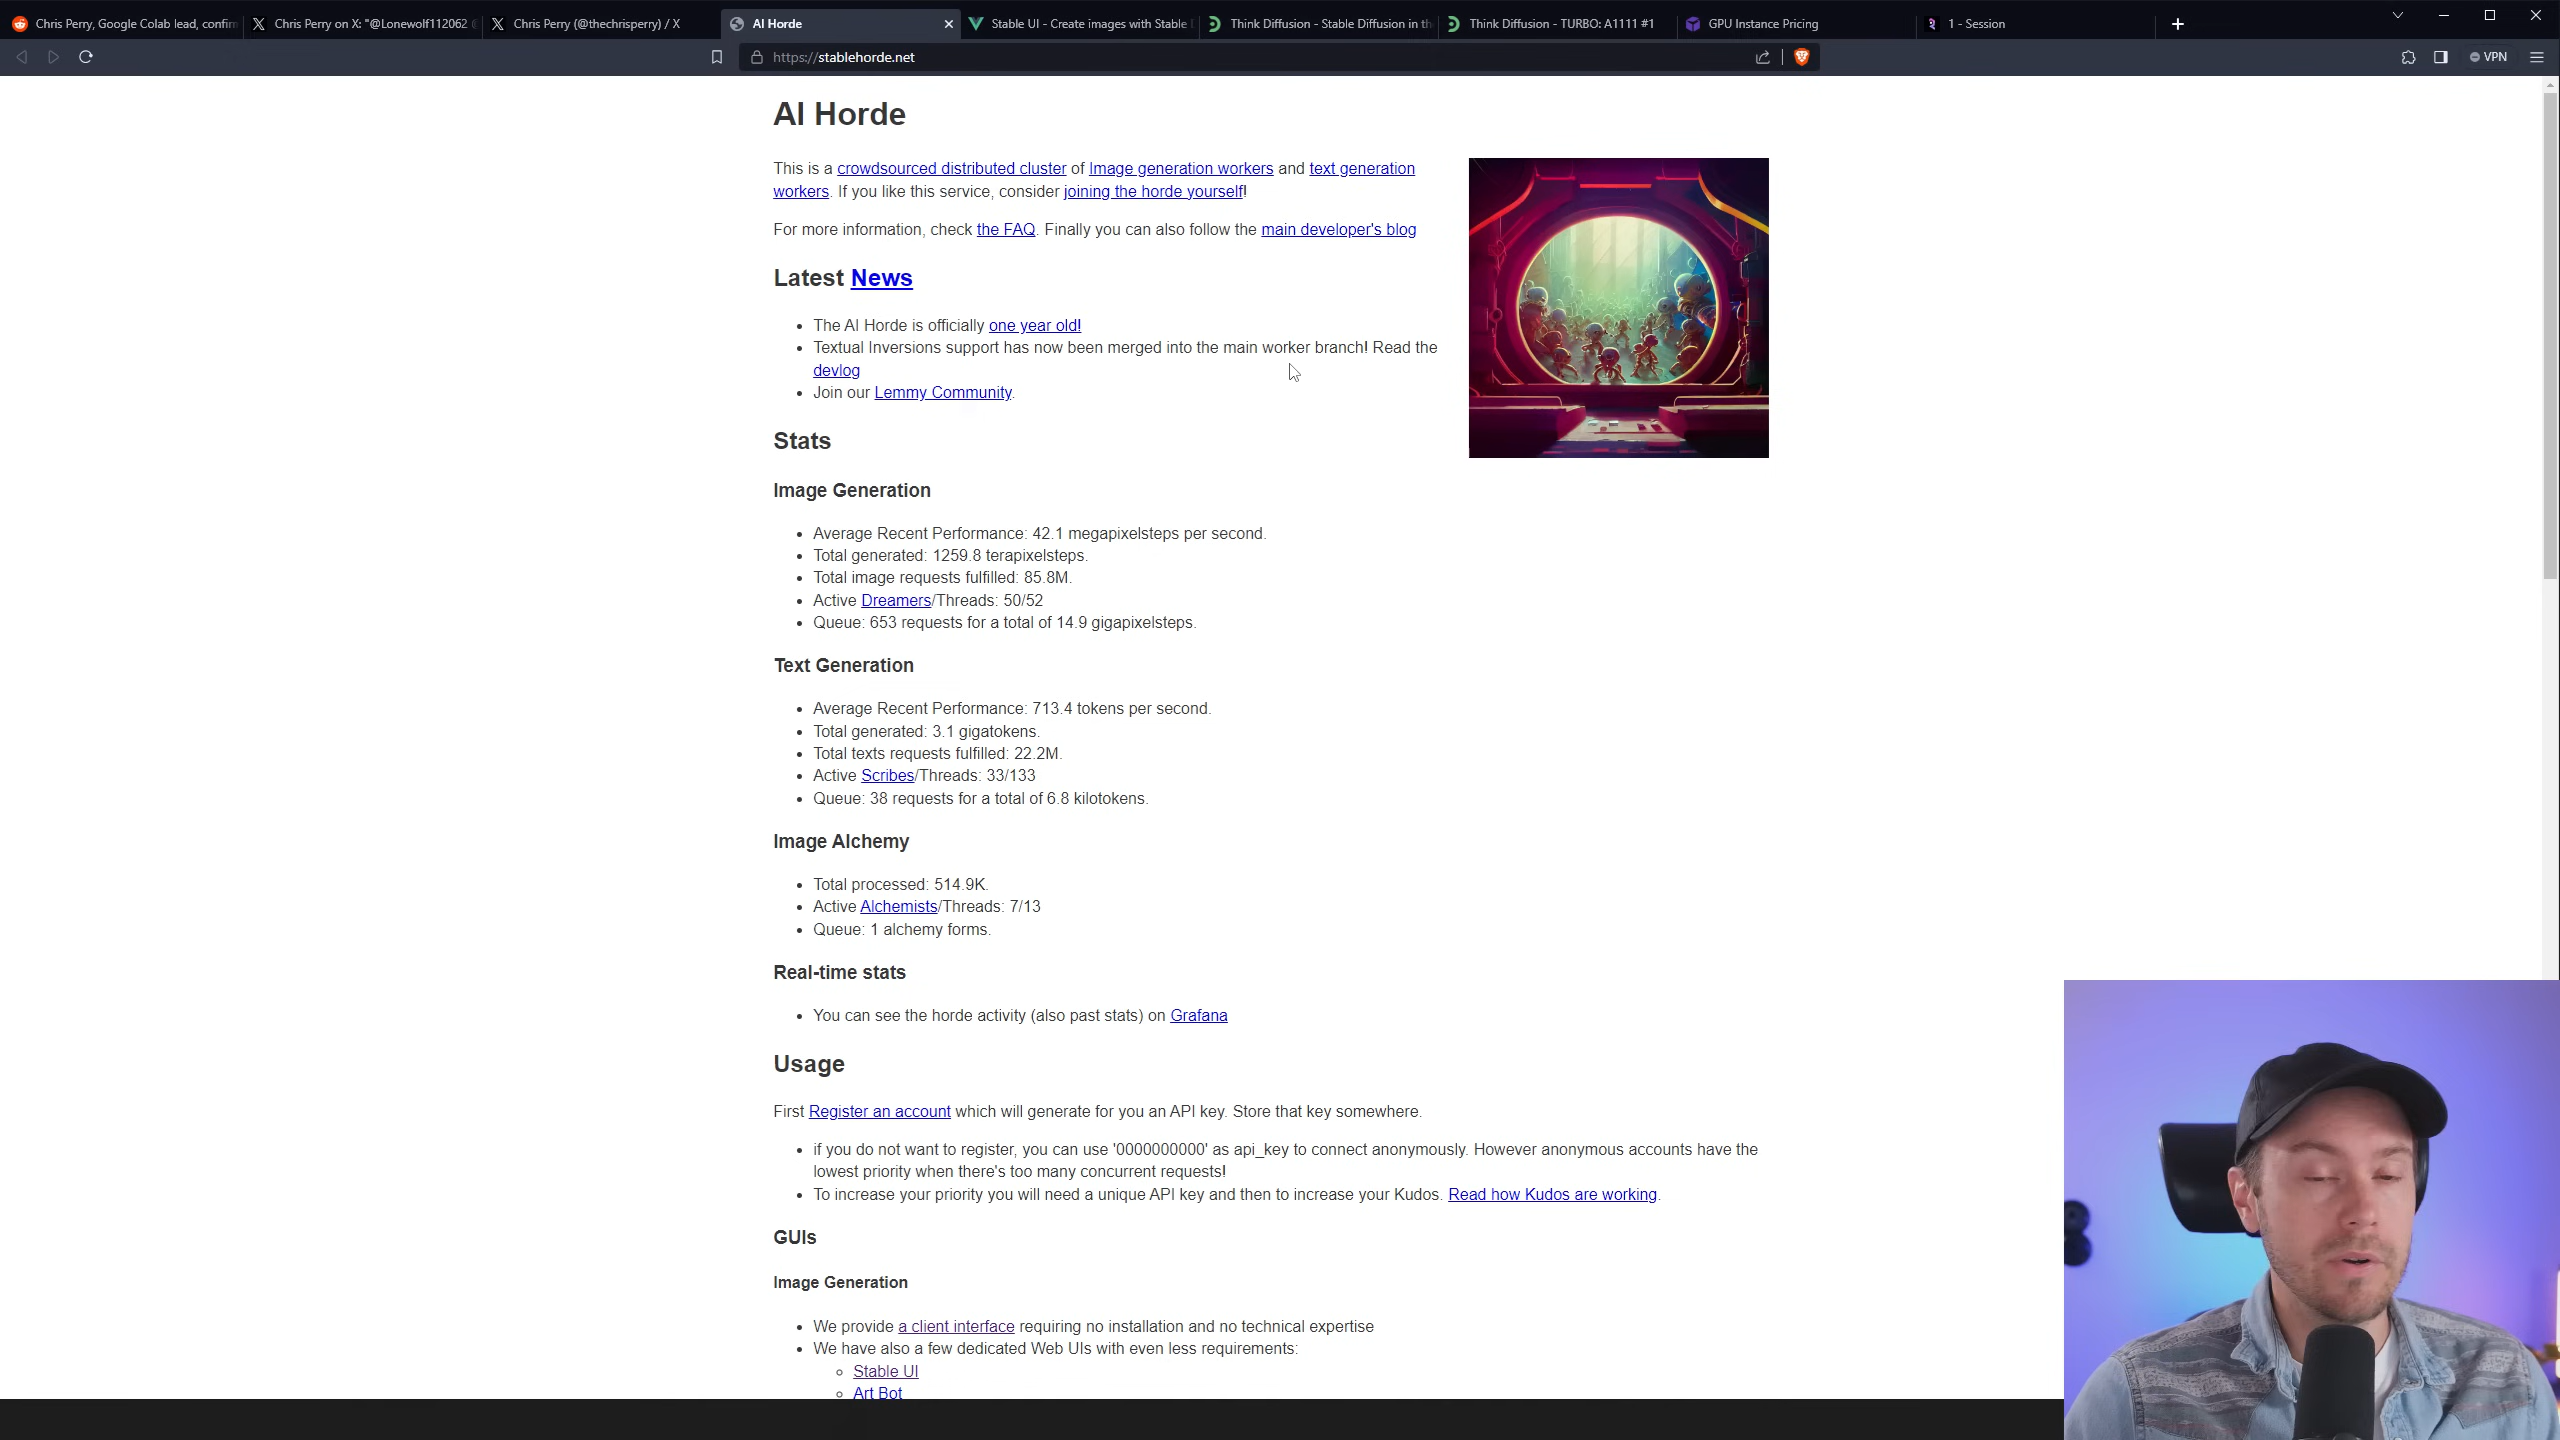 Chris Perry, Google Colab lead, confirm
Chris Perry on X: "@Lonewolf112062
Chris Perry (@thechrisperry) / X
AI Horde
Stable UI - Create images with Stable
Think Diffusion - Stable Diffusion in th
Think Diffusion - TURBO: A1111 #1
GPU Instance Pricing
1 - Session
https://stablehorde.net
VPN
AI Horde
This is a crowdsourced distributed cluster of Image generation workers and text generation
workers. If you like this service, consider joining the horde yourself!
For more information, check the FAQ. Finally you can also follow the main developer's blog
Latest News
The AI Horde is officially one year old!
Textual Inversions support has now been merged into the main worker branch! Read the
devlog
Join our Lemmy Community.
Stats
Image Generation
Average Recent Performance: 42.1 megapixelsteps per second.
Total generated: 1259.8 terapixelsteps.
Total image requests fulfilled: 85.8M.
Active Dreamers/Threads: 50/52
Queue: 653 requests for a total of 14.9 gigapixelsteps.
Text Generation
Average Recent Performance: 713.4 tokens per second.
Total generated: 3.1 gigatokens.
Total texts requests fulfilled: 22.2M.
Active Scribes/Threads: 33/133
Queue: 38 requests for a total of 6.8 kilotokens.
Image Alchemy
Total processed: 514.9K.
Active Alchemists/Threads: 7/13
Queue: 1 alchemy forms.
Real-time stats
You can see the horde activity (also past stats) on Grafana
Usage
First Register an account which will generate for you an API key. Store that key somewhere.
if you do not want to register, you can use '0000000000' as api_key to connect anonymously. However anonymous accounts have the
lowest priority when there's too many concurrent requests!
To increase your priority you will need a unique API key and then to increase your Kudos. Read how Kudos are working.
GUIs
Image Generation
We provide a client interface requiring no installation and no technical expertise
We have also a few dedicated Web UIs with even less requirements:
Stable UI
Art Bot